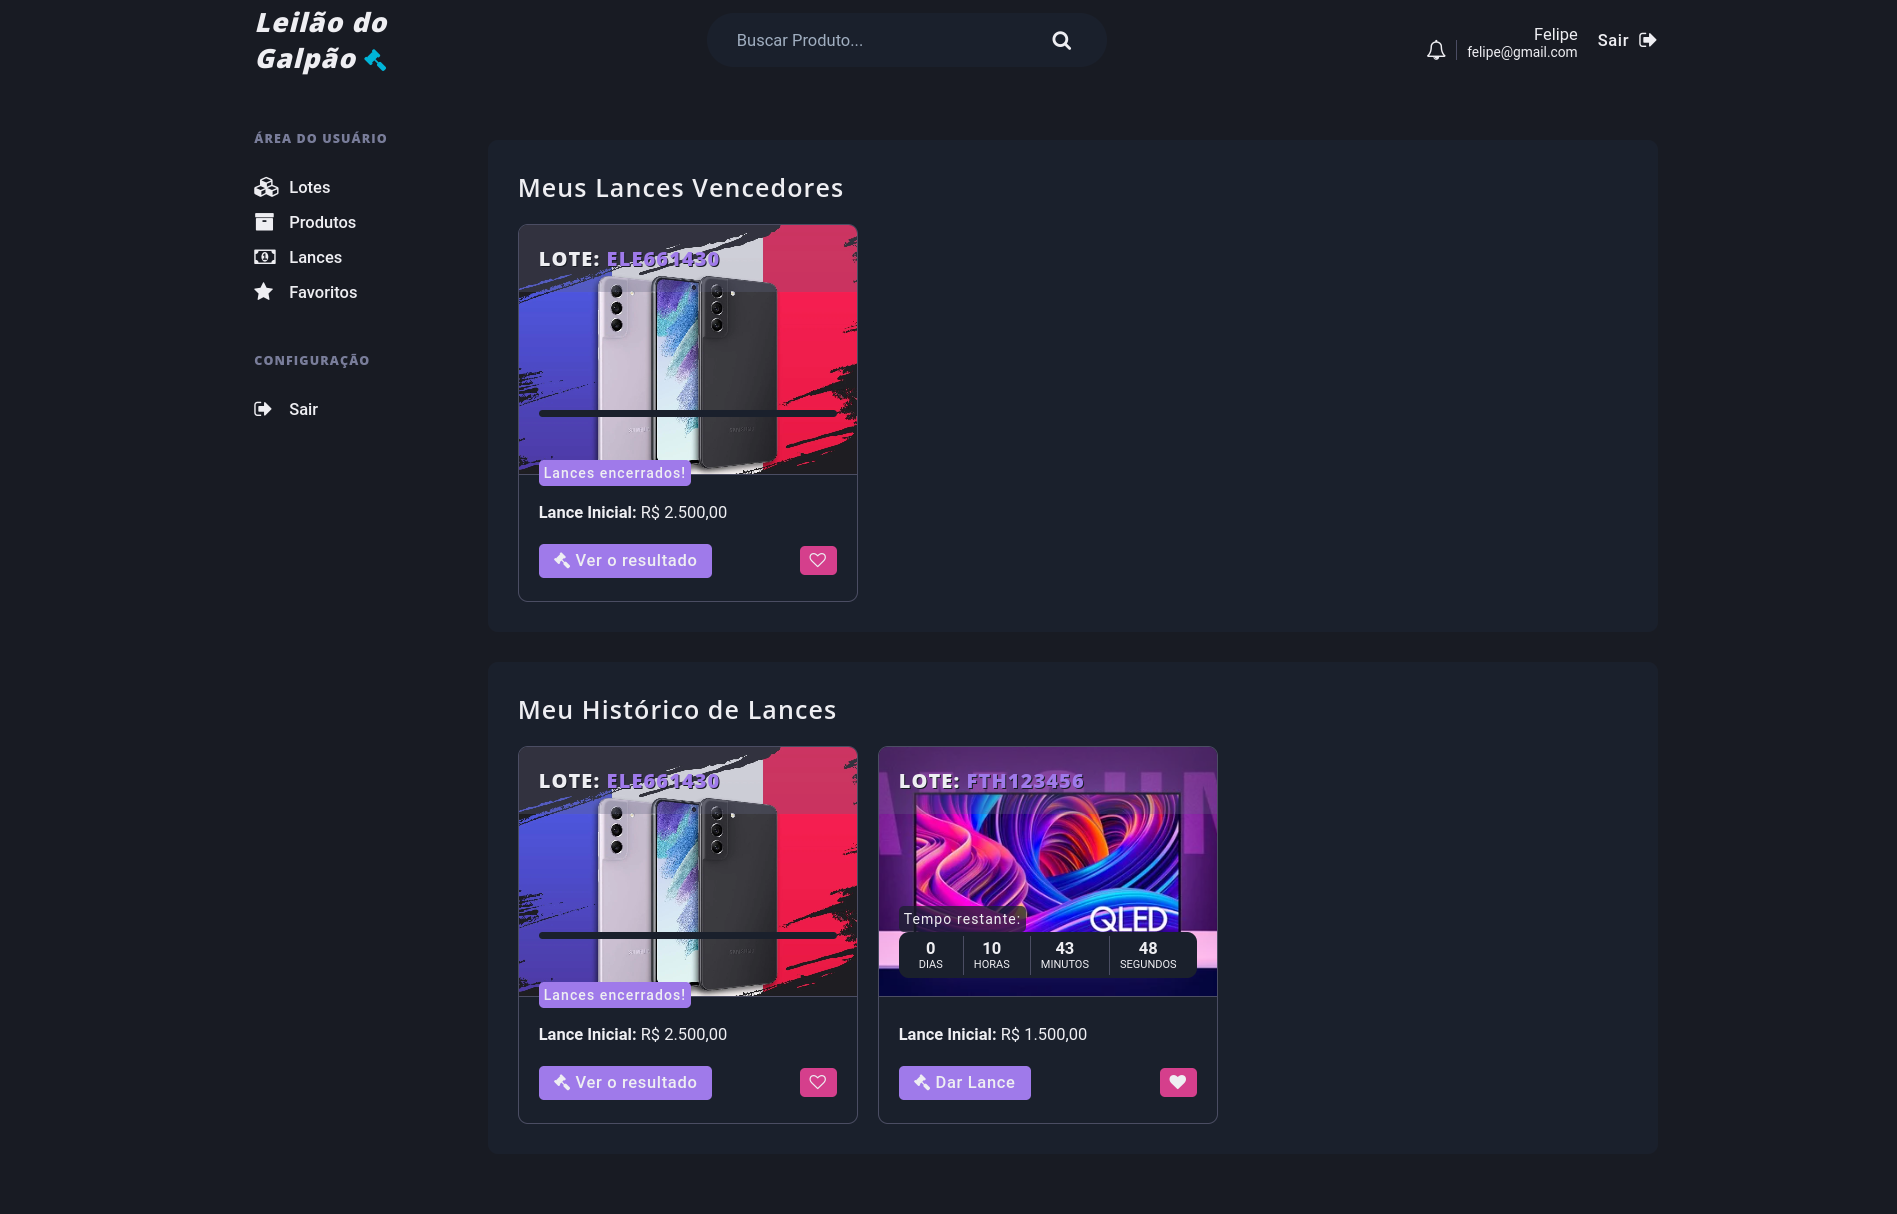 Leilão do
Galpão
Buscar Produto...
Felipe
felipe@gmail.com
Sair
ÁREA DO USUÁRIO
Lotes
Produtos
Lances
Favoritos
CONFIGURAÇÃO
Sair
Meus Lances Vencedores
LOTE: ELE661430
Lances encerrados!
Lance Inicial: R$ 2.500,00
Ver o resultado
Meu Histórico de Lances
LOTE: ELE661430
Lances encerrados!
Lance Inicial: R$ 2.500,00
Ver o resultado
LOTE: FTH123456
QLED
Tempo restante:
0 10 43 48
DIAS HORAS MINUTOS SEGUNDOS
Lance Inicial: R$ 1.500,00
Dar Lance